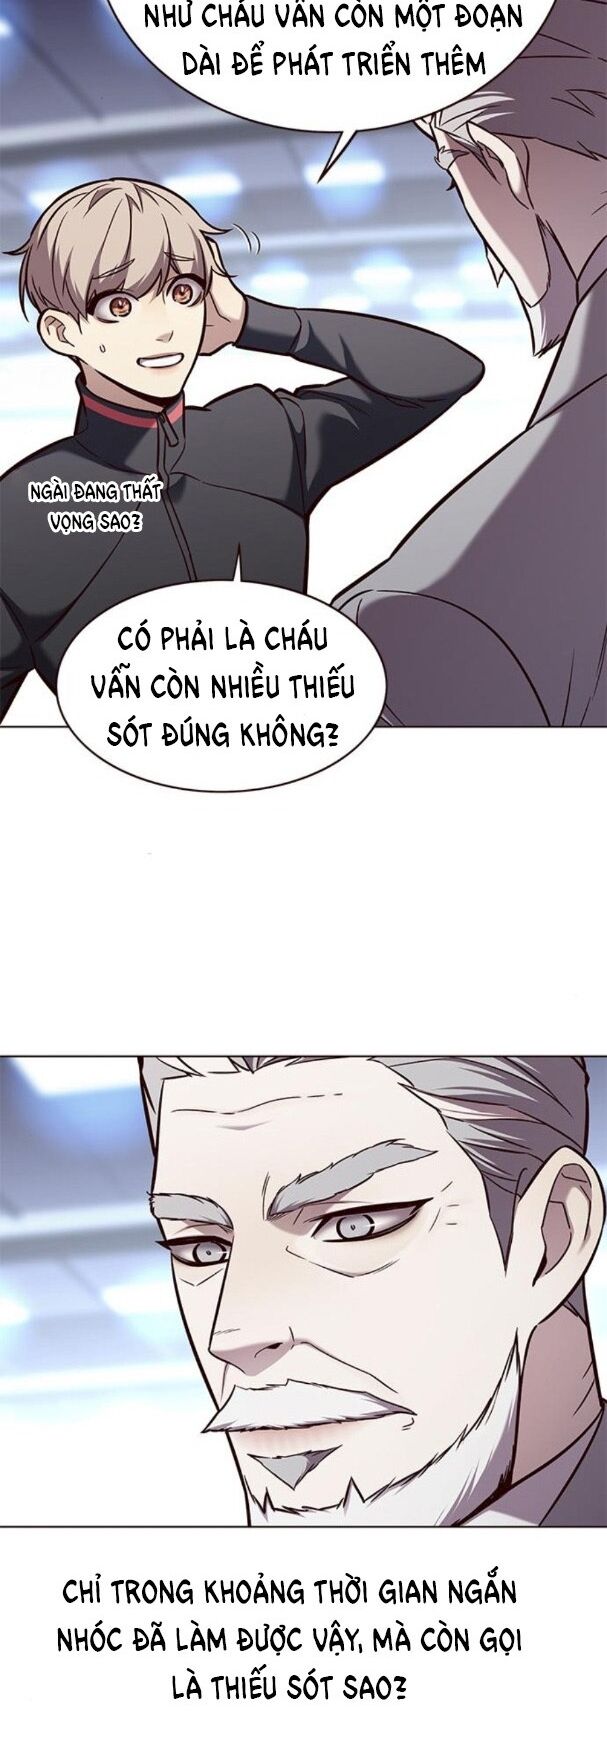 NHƯ CHÁU VẪN CÒN MỘT ĐOẠN
DÀI ĐỂ PHÁT TRIỂN THÊM
NGÀI ĐANG THẤT
VỌNG SAO?
CÓ PHẢI LÀ CHÁU
VẪN CÒN NHIỀU THIẾU
SÓT ĐÚNG KHÔNG?
CHỈ TRONG KHOẢNG THỜI GIAN NGẮN
NHÓC ĐÃ LÀM ĐƯỢC VẬY, MÀ CÒN GỌI
LÀ THIẾU SÓT SAO?